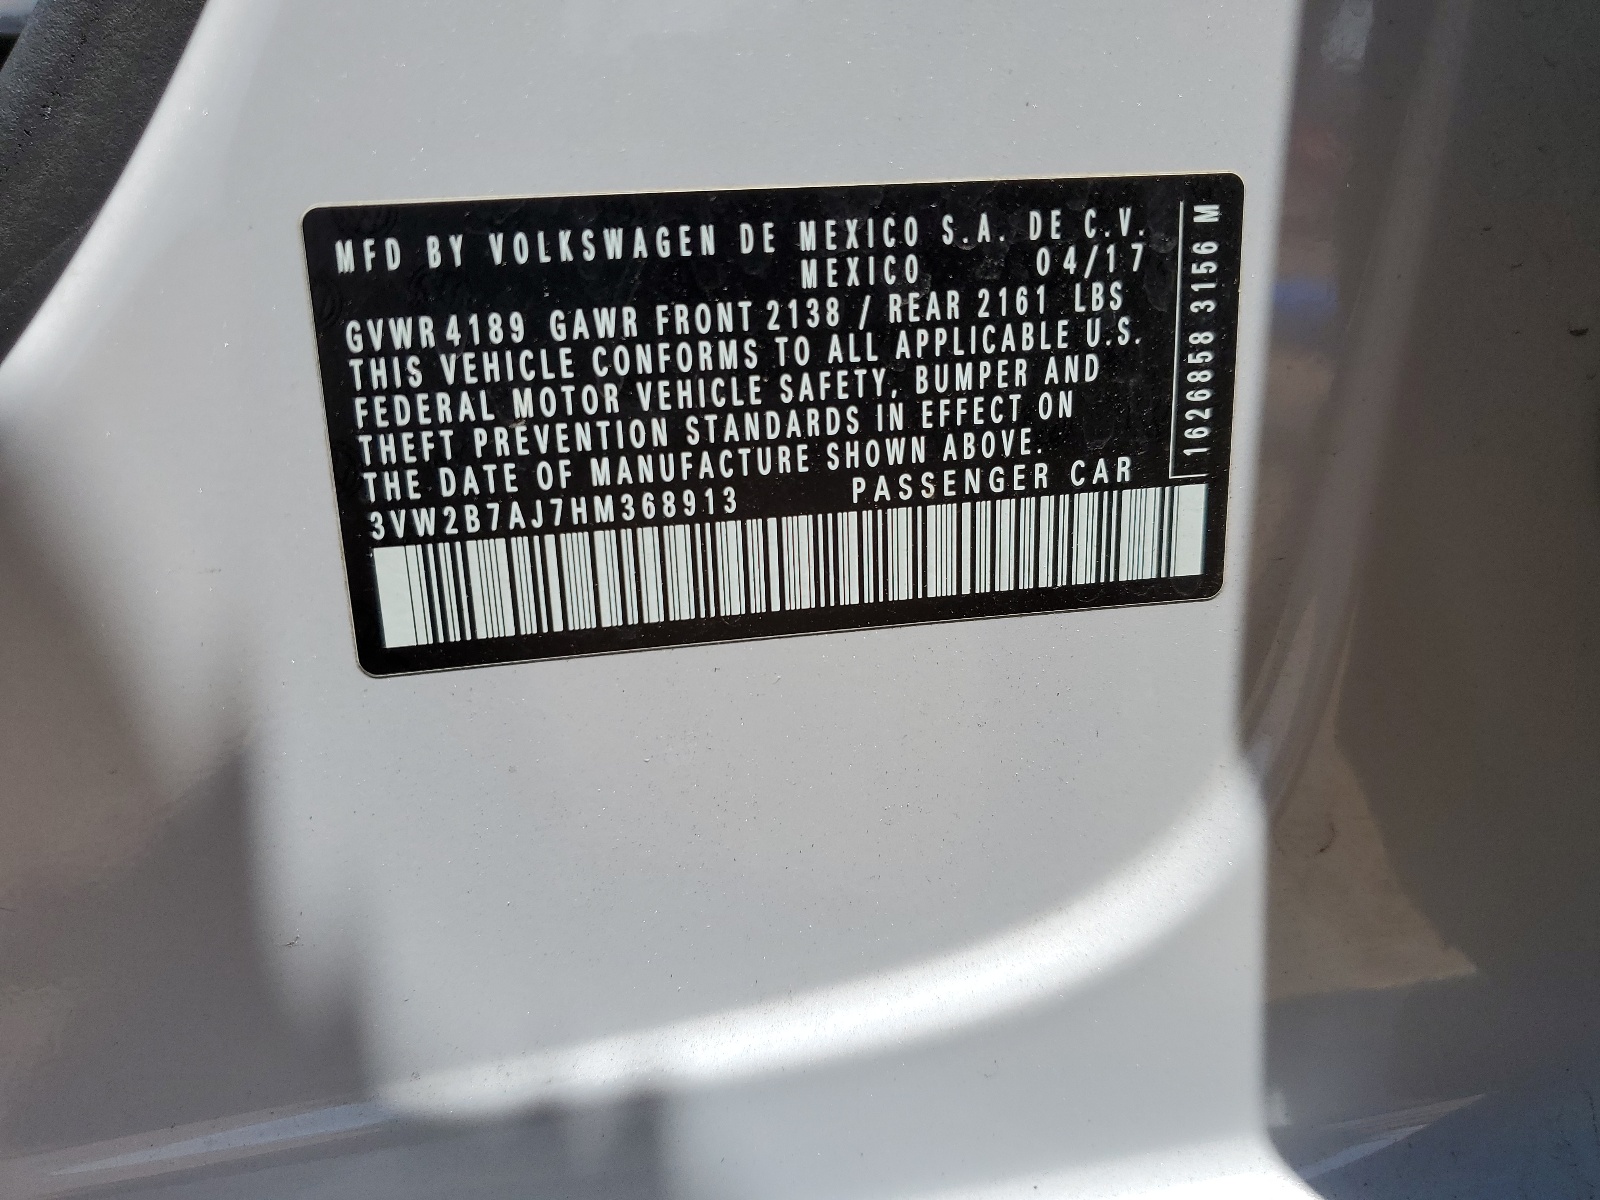 MFD BY VOLKSWAGEN DE MEXICO S.A. DE C.V.
MEXICO 04/17
GVWR 4189 GAWR FRONT 2138 / REAR 2161 LBS
THIS VEHICLE CONFORMS TO ALL APPLICABLE U.S.
FEDERAL MOTOR VEHICLE SAFETY, BUMPER AND
THEFT PREVENTION STANDARDS IN EFFECT ON
THE DATE OF MANUFACTURE SHOWN ABOVE.
3VW2B7AJ7HM368913 PASSENGER CAR
1626858 3156 M